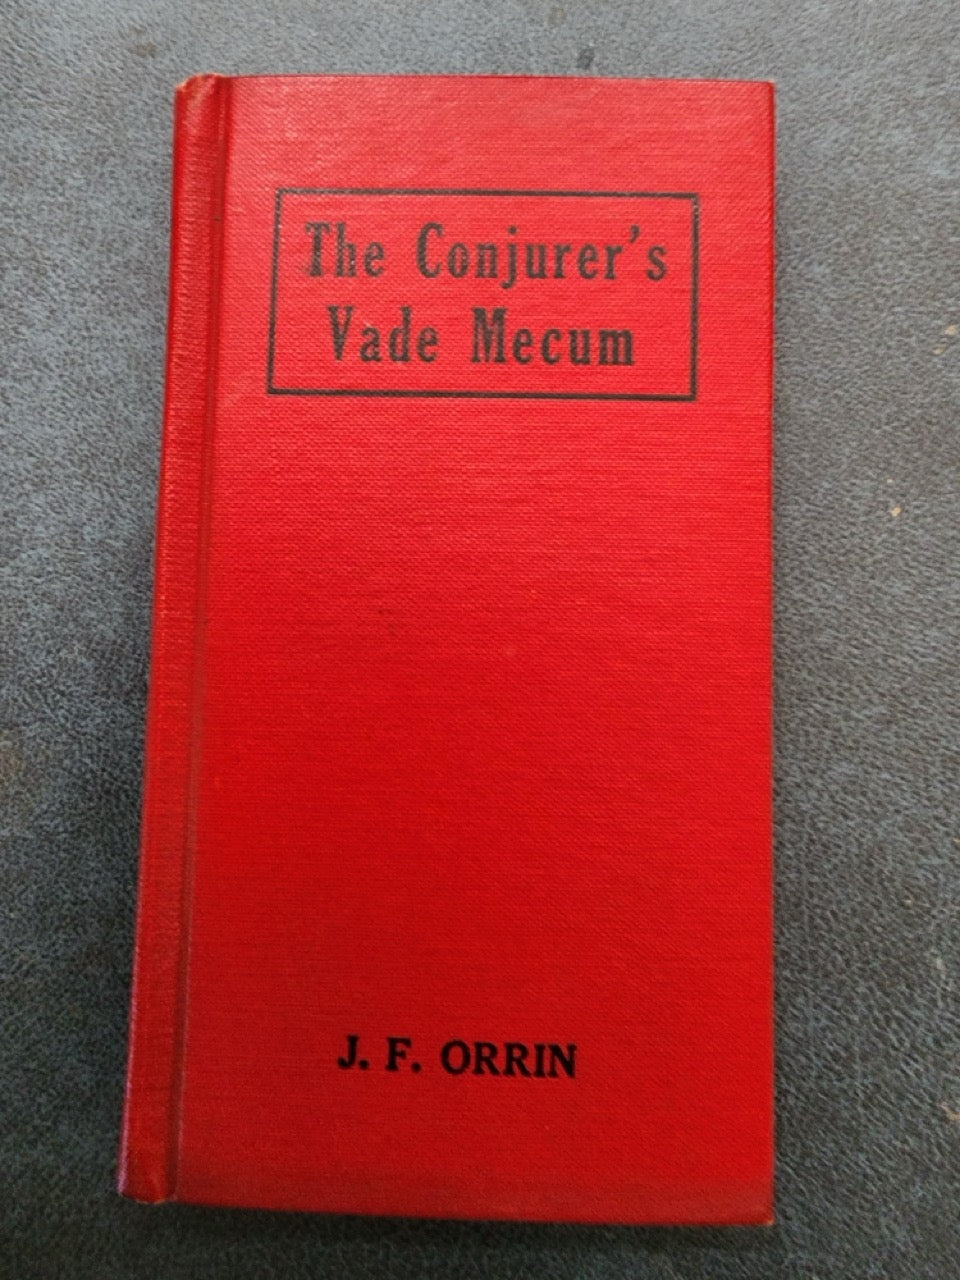 The Conjurer's
Vade Mecum
J. F. ORRIN